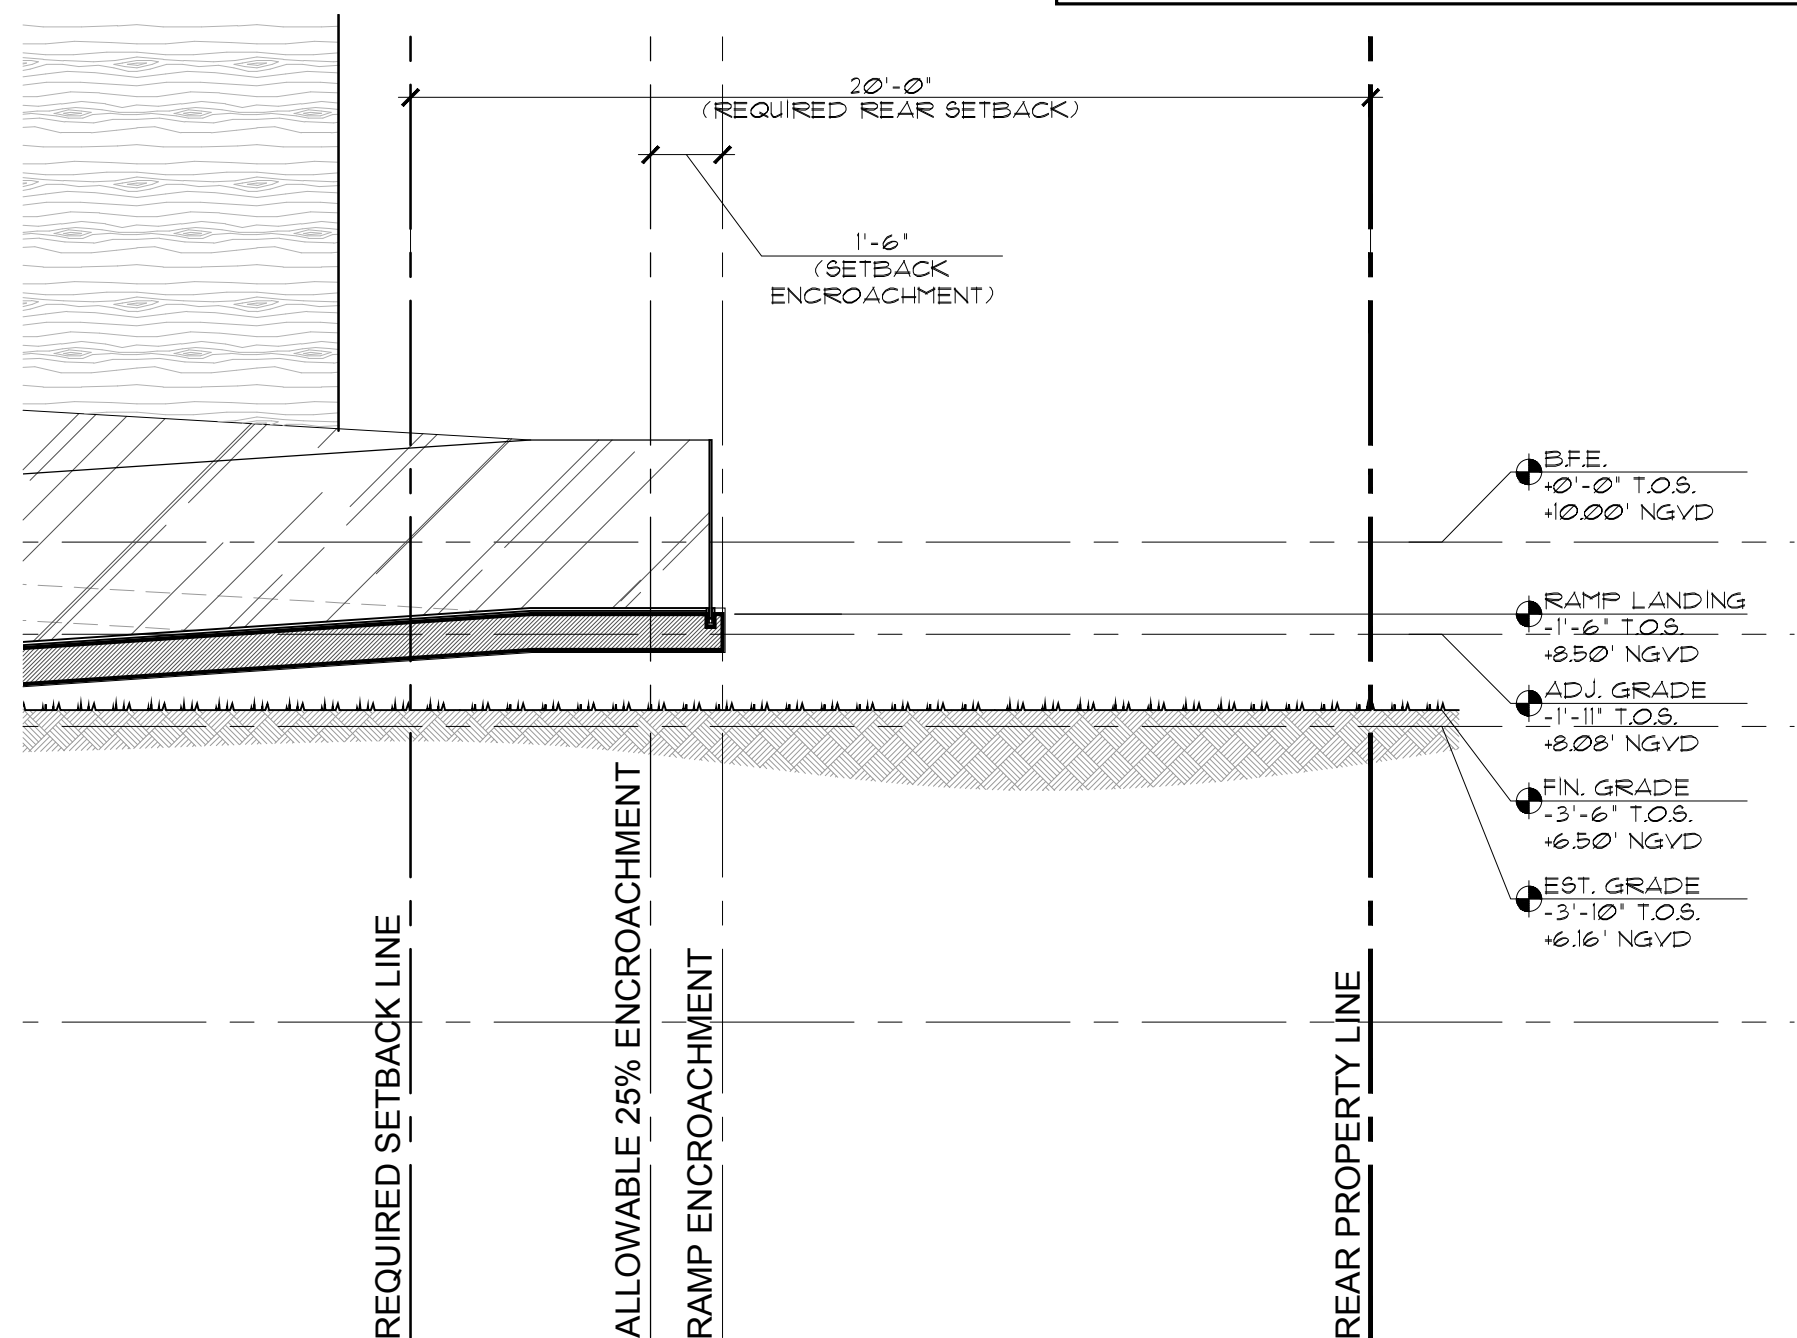 20'-0"
(REQUIRED REAR SETBACK)
1'-6"
(SETBACK
ENCROACHMENT)
B.F.E.
+0'-0" T.O.S.
+10.00' NGVD
RAMP LANDING
-1'-6" T.O.S.
+8.50' NGVD
ADJ. GRADE
-1'-11" T.O.S.
+8.08' NGVD
FIN. GRADE
-3'-6" T.O.S.
+6.50' NGVD
EST. GRADE
-3'-10" T.O.S.
+6.16' NGVD
REQUIRED SETBACK LINE
ALLOWABLE 25% ENCROACHMENT
RAMP ENCROACHMENT
REAR PROPERTY LINE